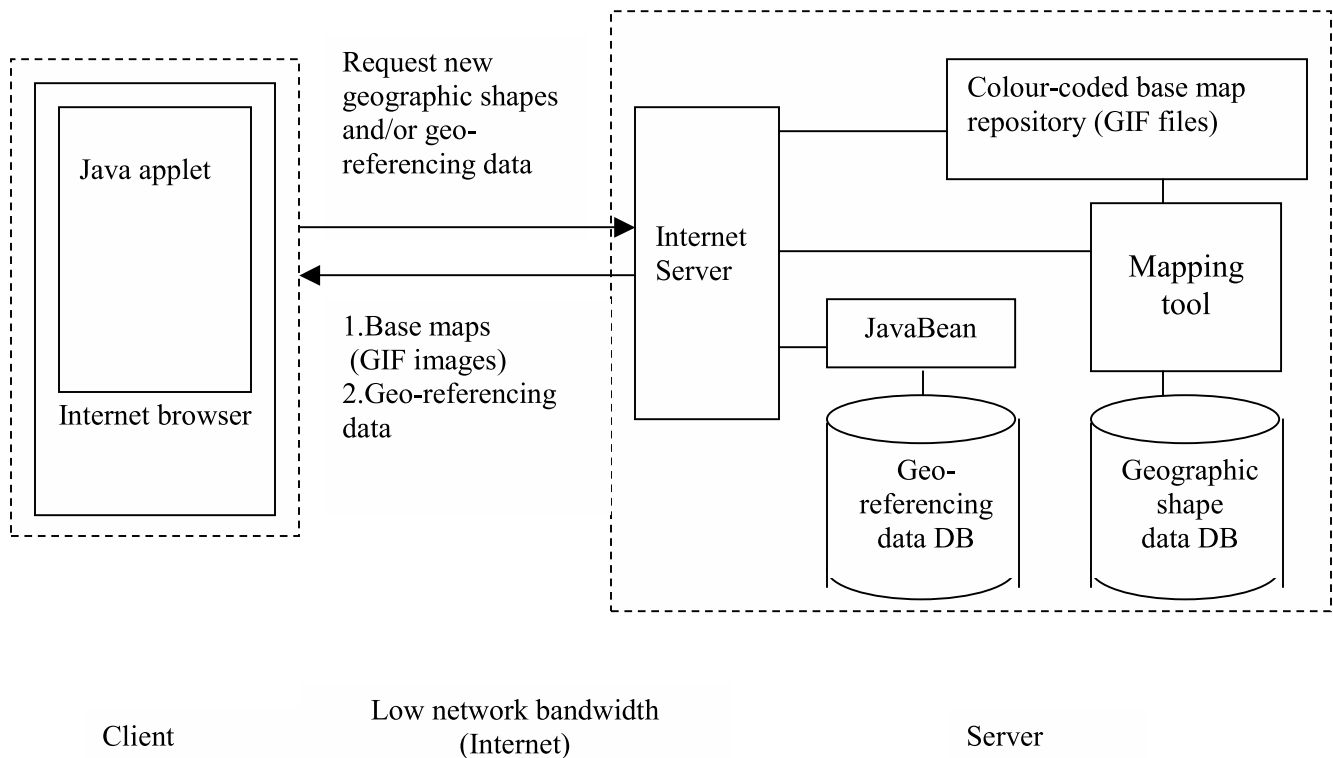 Java applet
Internet browser
Request new
geographic shapes
and/or geo-
referencing data
1.Base maps
(GIF images)
2.Geo-referencing
data
Internet
Server
Colour-coded base map
repository (GIF files)
Mapping
tool
JavaBean
Geo-
referencing
data DB
Geographic
shape
data DB
Client
Low network bandwidth
(Internet)
Server